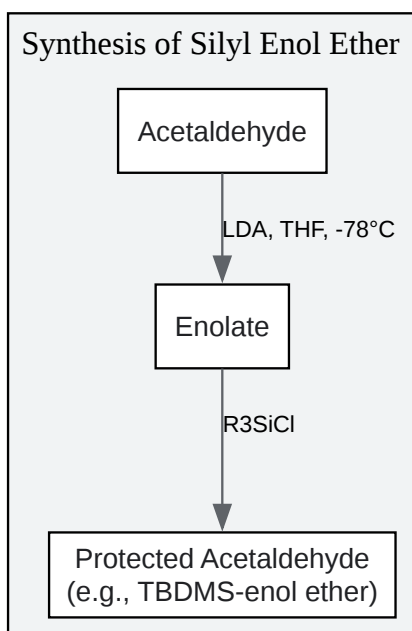 Synthesis of Silyl Enol Ether
Acetaldehyde
LDA, THF, -78°C
Enolate
R3SiCl
Protected Acetaldehyde
(e.g., TBDMS-enol ether)